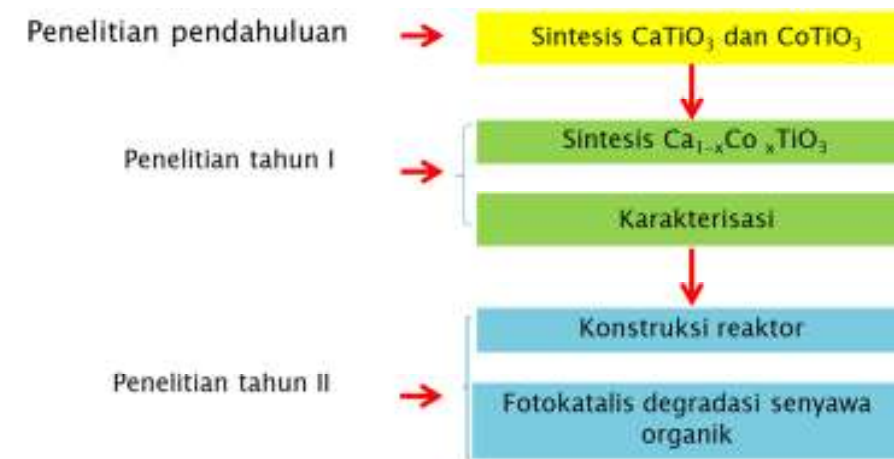 Penelitian pendahuluan
Sintesis CaTiO₃ dan CoTiO₃
Penelitian tahun I
Sintesis Ca₁₋ₓCo ₓTiO₃
Karakterisasi
Penelitian tahun II
Konstruksi reaktor
Fotokatalis degradasi senyawa
organik